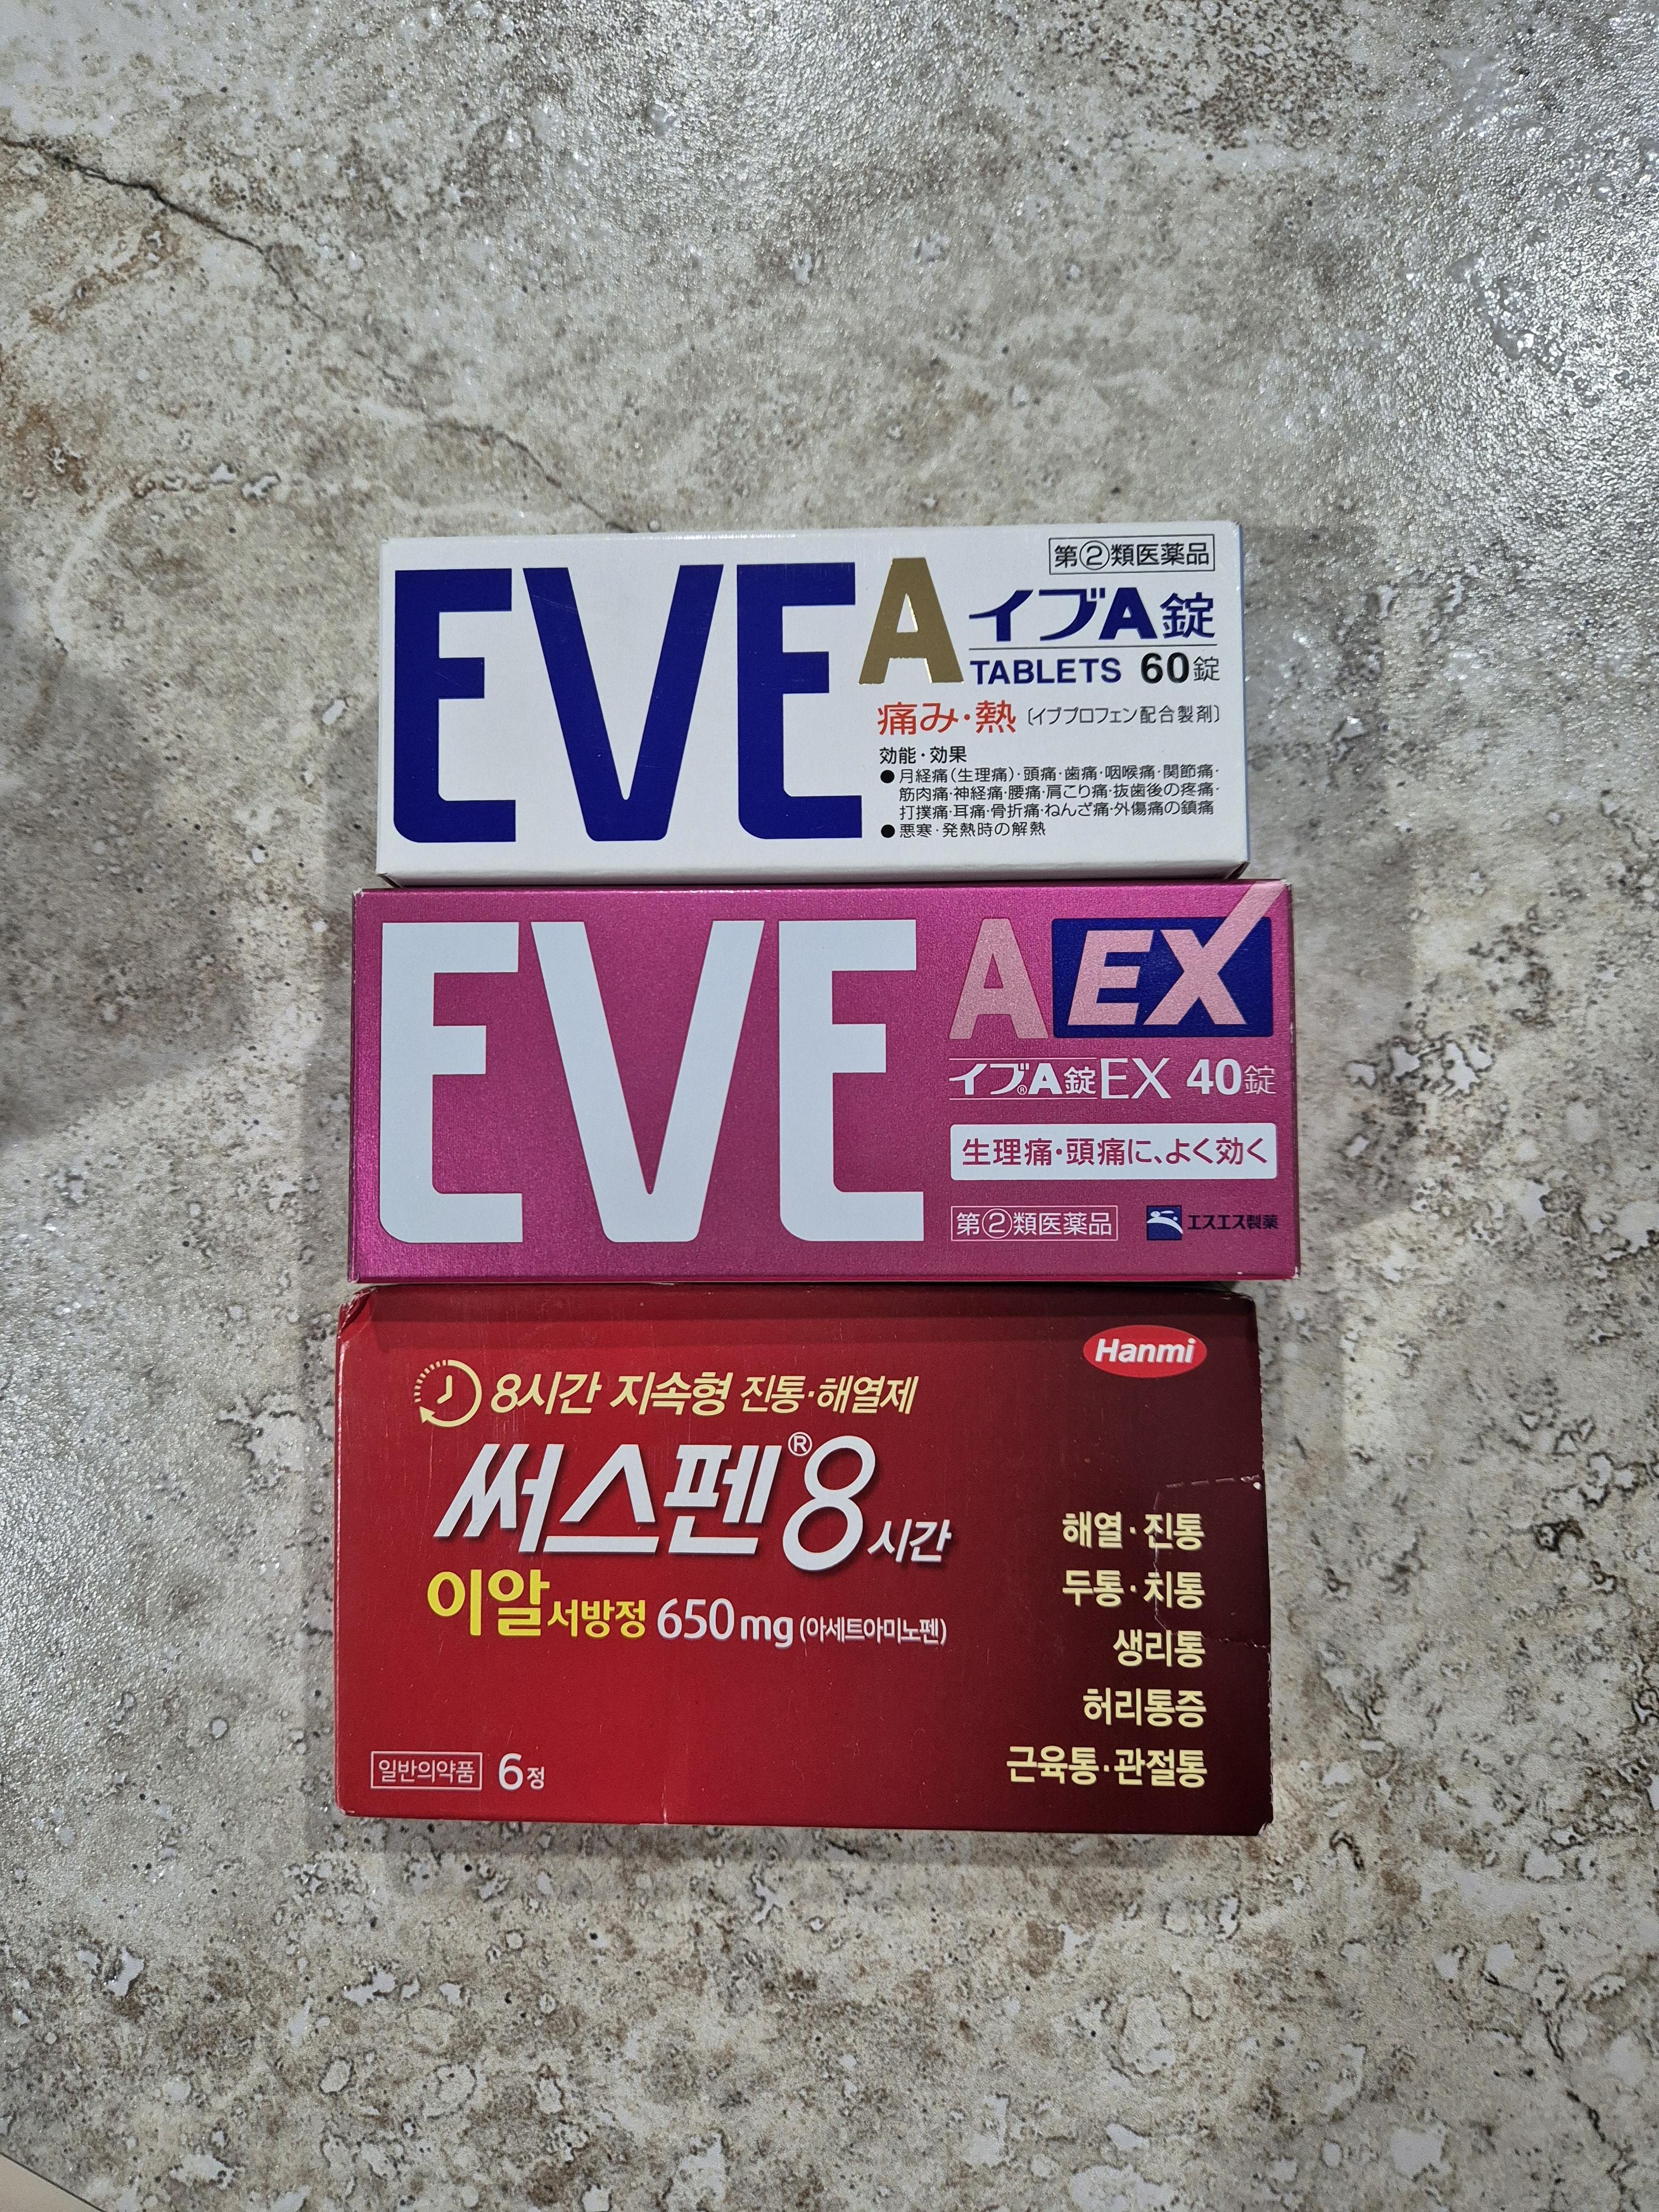 EVE A
第②類医薬品
イブA錠
TABLETS 60錠
痛み・熱〔イブプロフェン配合製剤〕
効能・効果
●月経痛(生理痛)・頭痛・歯痛・咽喉痛・関節痛・
筋肉痛・神経痛・腰痛・肩こり痛・抜歯後の疼痛・
打撲痛・耳痛・骨折痛・ねんざ痛・外傷痛の鎮痛
●悪寒・発熱時の解熱
EVE A EX
イブ®A錠EX 40錠
生理痛・頭痛に、よく効く
第②類医薬品 エスエス製薬
Hanmi
8시간 지속형 진통·해열제
써스펜®8시간
이알서방정 650mg (아세트아미노펜)
해열·진통
두통·치통
생리통
허리통증
근육통·관절통
일반의약품 6정